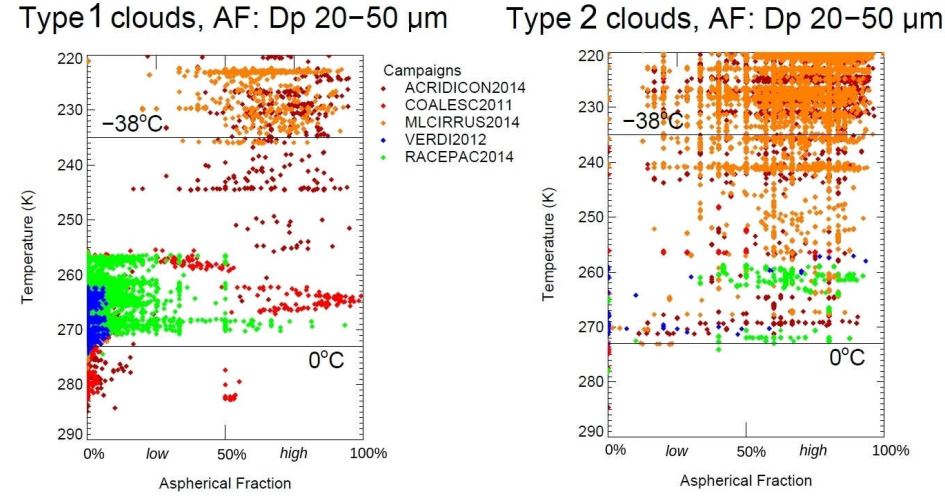 Type 1 clouds, AF: Dp 20−50 µm
Type 2 clouds, AF: Dp 20−50 µm
220
230
240
250
260
270
280
290
Temperature (K)
−38°C
0°C
0%
low
50%
high
100%
Aspherical Fraction
Campaigns
ACRIDICON2014
COALESC2011
MLCIRRUS2014
VERDI2012
RACEPAC2014
220
230
240
250
260
270
280
290
Temperature (K)
−38°C
0°C
0%
low
50%
high
100%
Aspherical Fraction